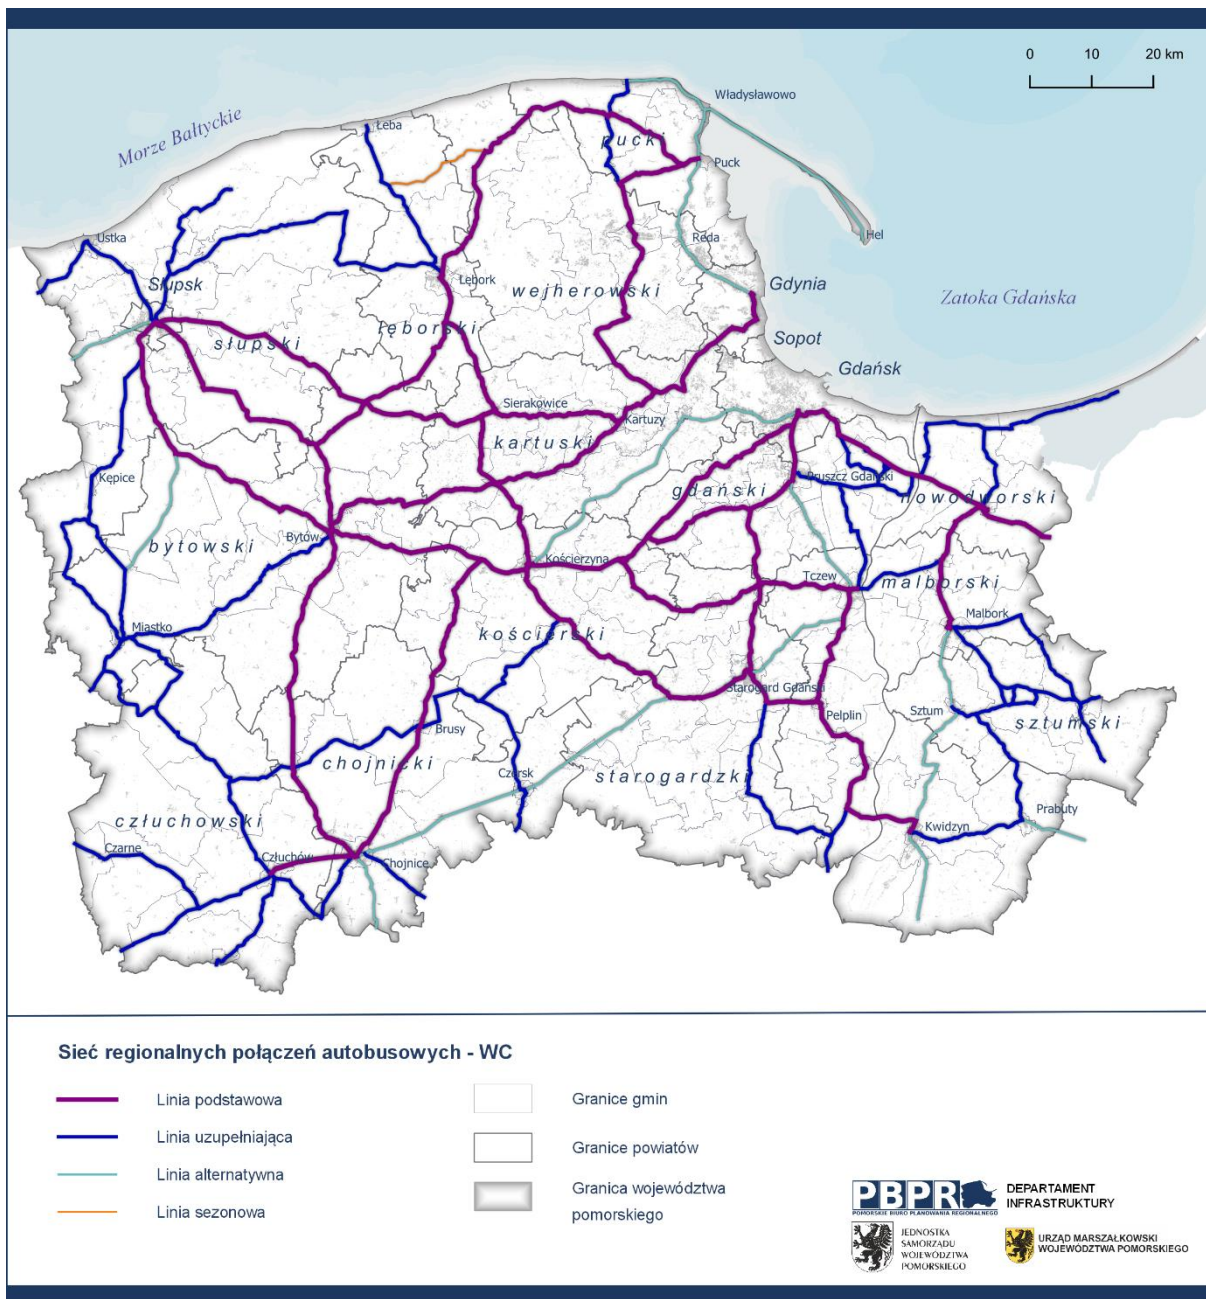 0 10 20 km
Władysławowo
Łeba
Morze Bałtyckie
pucki
Puck
Hel
Ustka
Reda
Słupsk
Lębork
Gdynia
wejherowski
Zatoka Gdańska
lęborski
Sopot
słupski
Gdańsk
Sierakowice
Kartuzy
kartuski
Kępice
Pruszcz Gdański
gdański
nowodworski
Bytów
bytowski
Kościerzyna
Tczew
malborski
Miastko
kościerski
Malbork
Starogard Gdański
Sztum
Pelplin
sztumski
Brusy
chojnicki
Czersk
starogardzki
Prabuty
człuchowski
Kwidzyn
Czarne
Człuchów
Chojnice
Sieć regionalnych połączeń autobusowych - WC
Linia podstawowa
Linia uzupełniająca
Linia alternatywna
Linia sezonowa
Granice gmin
Granice powiatów
Granica województwa
pomorskiego
PBPR
POMORSKIE BIURO PLANOWANIA REGIONALNEGO
DEPARTAMENT
INFRASTRUKTURY
JEDNOSTKA
SAMORZĄDU
WOJEWÓDZTWA
POMORSKIEGO
URZĄD MARSZAŁKOWSKI
WOJEWÓDZTWA POMORSKIEGO